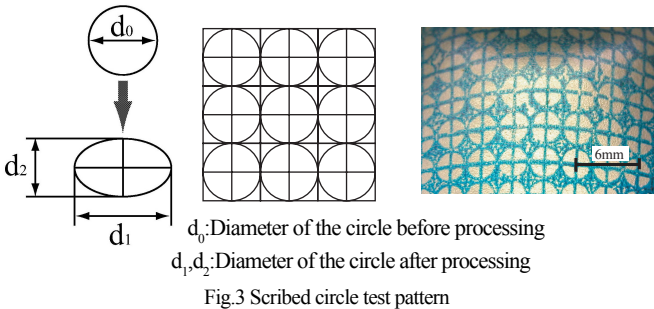 d₀
d₂
d₁
6mm
d₀:Diameter of the circle before processing
d₁,d₂:Diameter of the circle after processing
Fig.3 Scribed circle test pattern